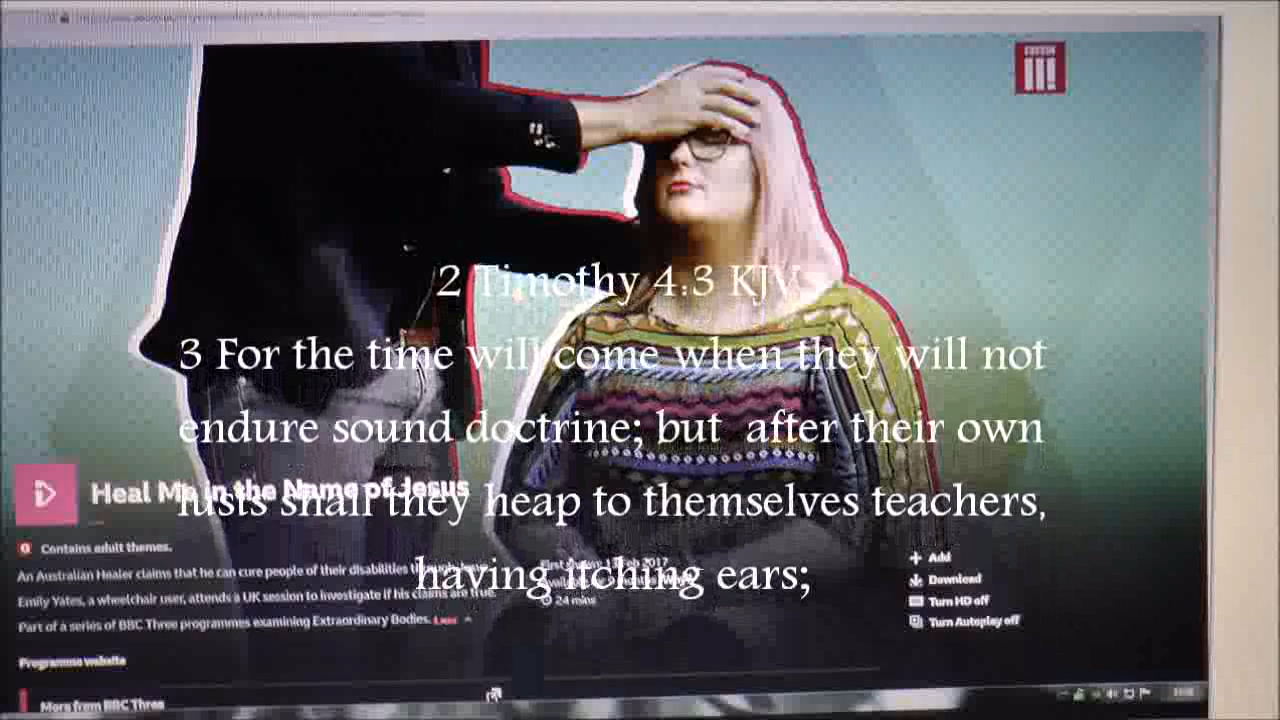 2 Timothy 4:3 KJV
3 For the time will come when they will not
endure sound doctrine; but after their own
lusts shall they heap to themselves teachers,
having itching ears;
Heal Me in the Name of Jesus
Contains adult themes.
An Australian Healer claims that he can cure people of their disabilities
Emily Yates, a wheelchair user, attends a UK session to investigate if his claims are true.
Part of a series of BBC Three programmes examining Extraordinary Bodies.
2017
24 mins
Programme website
More from BBC Three
Add
Download
Turn HD off
Turn Autoplay off